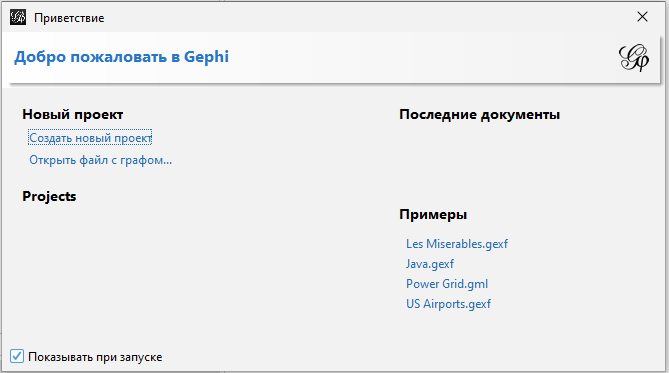 Приветствие
Добро пожаловать в Gephi
Новый проект
Создать новый проект
Открыть файл с графом...
Projects
Последние документы
Примеры
Les Miserables.gexf
Java.gexf
Power Grid.gml
US Airports.gexf
Показывать при запуске